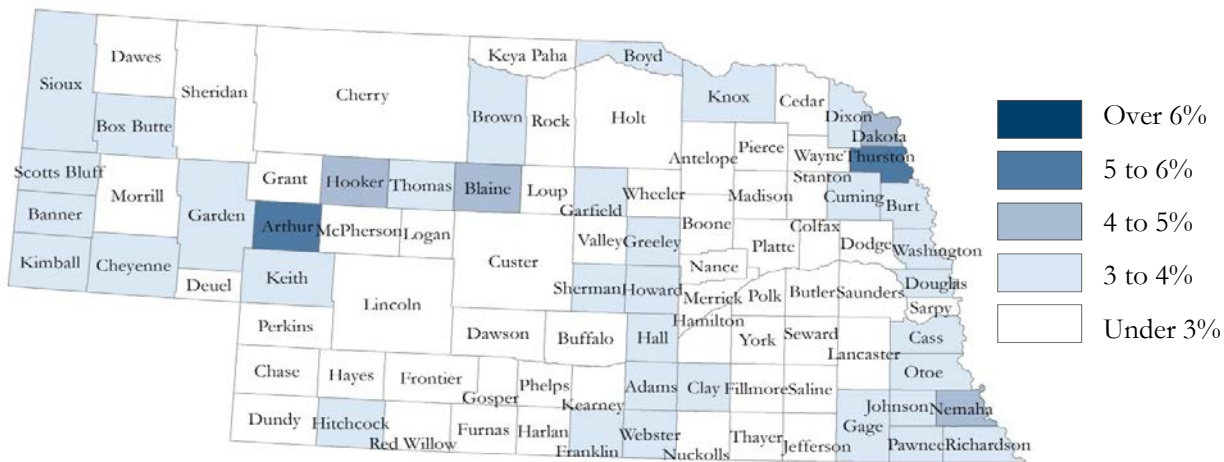 Keya Paha
Boyd
Dawes
Sioux
Sheridan
Cherry
Brown
Rock
Holt
Knox
Cedar
Dixon
Dakota
Box Butte
Antelope
Pierce
Wayne
Thurston
Scotts Bluff
Morrill
Grant
Hooker
Thomas
Blaine
Loup
Garfield
Wheeler
Madison
Stanton
Cuming
Burt
Banner
Garden
Arthur
McPherson
Logan
Custer
Valley
Greeley
Boone
Platte
Colfax
Dodge
Washington
Kimball
Cheyenne
Deuel
Keith
Lincoln
Sherman
Howard
Nance
Merrick
Polk
Butler
Saunders
Douglas
Sarpy
Perkins
Dawson
Buffalo
Hall
Hamilton
York
Seward
Lancaster
Cass
Otoe
Chase
Hayes
Frontier
Gosper
Phelps
Kearney
Adams
Clay
Fillmore
Saline
Johnson
Nemaha
Dundy
Hitchcock
Red Willow
Furnas
Harlan
Franklin
Webster
Nuckolls
Thayer
Jefferson
Gage
Pawnee
Richardson
Over 6%
5 to 6%
4 to 5%
3 to 4%
Under 3%